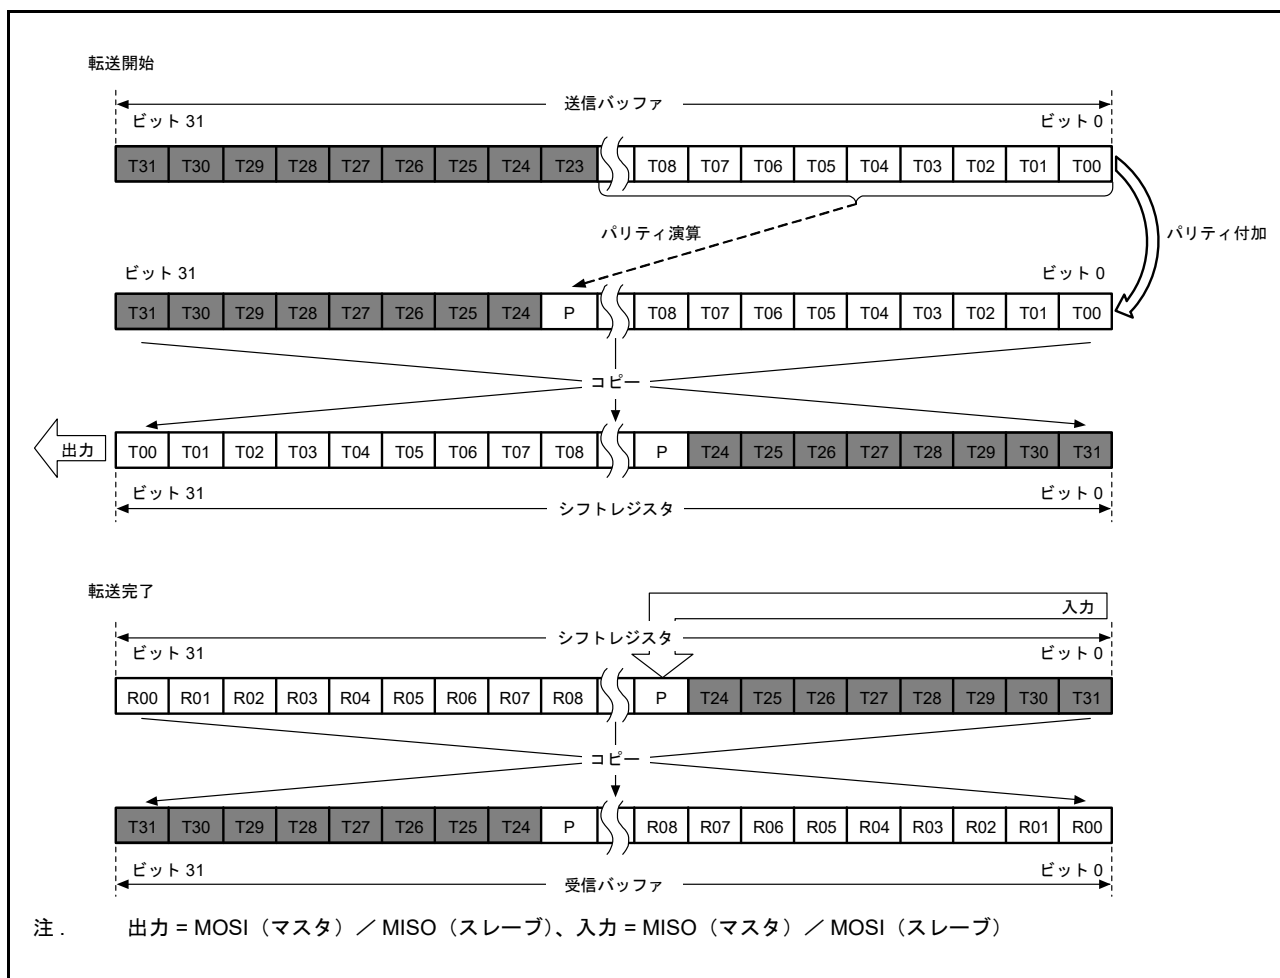 転送開始
送信バッファ
ビット 31 ビット 0
T31 T30 T29 T28 T27 T26 T25 T24 T23 T08 T07 T06 T05 T04 T03 T02 T01 T00
パリティ演算 パリティ付加
ビット 31 ビット 0
T31 T30 T29 T28 T27 T26 T25 T24 P T08 T07 T06 T05 T04 T03 T02 T01 T00
コピー
出力 T00 T01 T02 T03 T04 T05 T06 T07 T08 P T24 T25 T26 T27 T28 T29 T30 T31
ビット 31 ビット 0
シフトレジスタ
転送完了
入力
シフトレジスタ
ビット 31 ビット 0
R00 R01 R02 R03 R04 R05 R06 R07 R08 P T24 T25 T26 T27 T28 T29 T30 T31
コピー
T31 T30 T29 T28 T27 T26 T25 T24 P R08 R07 R06 R05 R04 R03 R02 R01 R00
ビット 31 ビット 0
受信バッファ
注 . 出力 = MOSI（マスタ）／ MISO（スレーブ）、入力 = MISO（マスタ）／ MOSI（スレーブ）